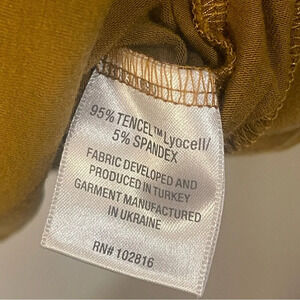 95% TENCEL™ Lyocell/
5% SPANDEX
FABRIC DEVELOPED AND
PRODUCED IN TURKEY
GARMENT MANUFACTURED
IN UKRAINE
RN# 102816